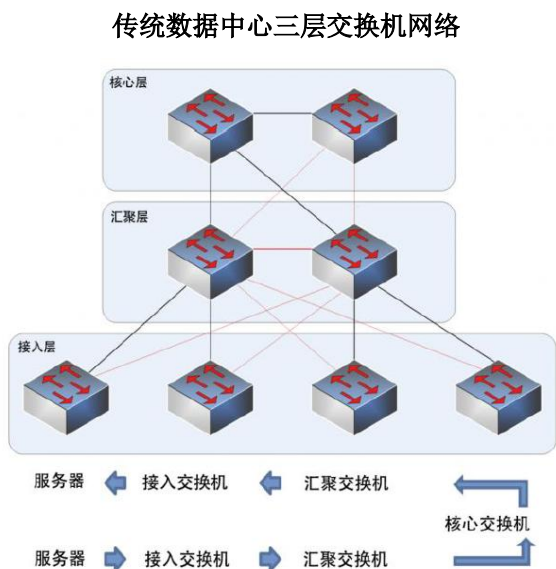 传统数据中心三层交换机网络
核心层
汇聚层
接入层
服务器 接入交换机 汇聚交换机
核心交换机
服务器 接入交换机 汇聚交换机